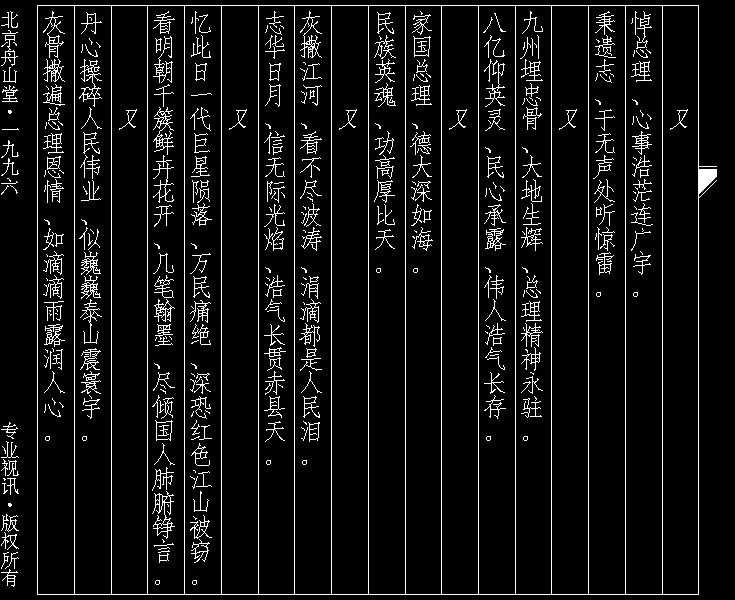 又
悼总理、心事浩茫连广宇。
秉遗志、于无声处听惊雷。
又
九州埋忠骨、大地生辉、总理精神永驻。
八亿仰英灵、民心承露、伟人浩气长存。
又
家国总理、德大深如海。
民族英魂、功高厚比天。
又
灰撒江河、看不尽波涛、涓滴都是人民泪。
志华日月、信无际光焰、浩气长贯赤县天。
又
忆此日一代巨星陨落、万民痛绝、深恐红色江山被窃。
看明朝千簇鲜卉花开、几笔翰墨、尽倾国人肺腑铮言。
又
丹心操碎人民伟业、似巍巍泰山震寰宇。
灰骨撒遍总理恩情、如滴滴雨露润人心。
北京舟山堂·一九九六
专业视讯·版权所有